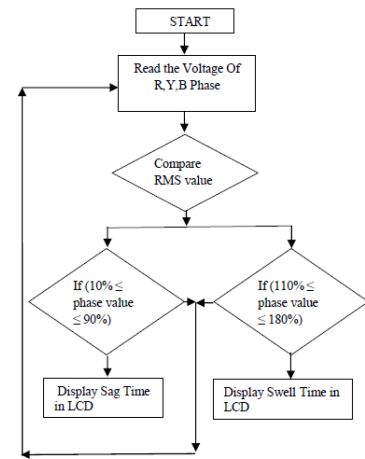 START
Read the Voltage Of
R,Y,B Phase
Compare
RMS value
If (10% ≤
phase value
≤ 90%)
If (110% ≤
phase value
≤ 180%)
Display Sag Time
in LCD
Display Swell Time in
LCD